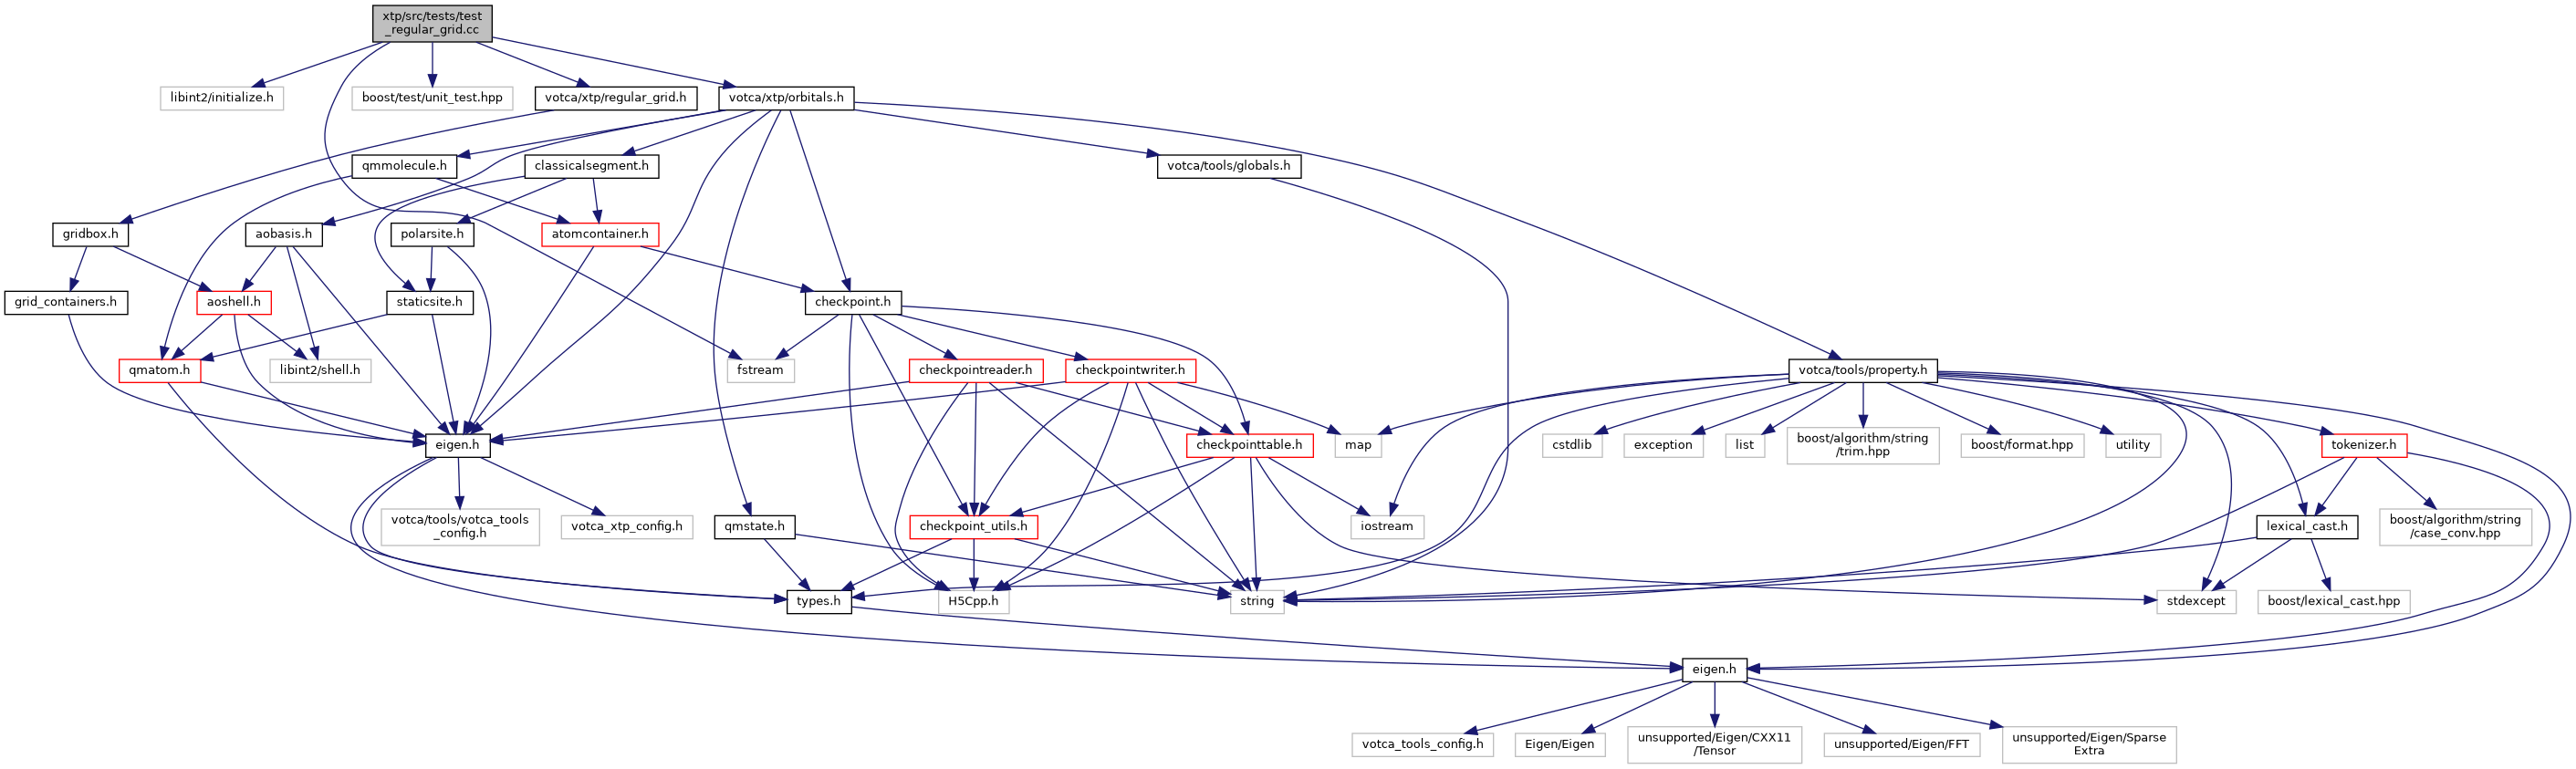 xtp/src/tests/test
_regular_grid.cc
libint2/initialize.h
boost/test/unit_test.hpp
votca/xtp/regular_grid.h
votca/xtp/orbitals.h
qmmolecule.h
classicalsegment.h
votca/tools/globals.h
gridbox.h
aobasis.h
polarsite.h
atomcontainer.h
grid_containers.h
aoshell.h
staticsite.h
checkpoint.h
qmatom.h
libint2/shell.h
fstream
checkpointreader.h
checkpointwriter.h
votca/tools/property.h
eigen.h
checkpointtable.h
map
cstdlib
exception
list
boost/algorithm/string
/trim.hpp
boost/format.hpp
utility
tokenizer.h
votca/tools/votca_tools
_config.h
votca_xtp_config.h
qmstate.h
checkpoint_utils.h
iostream
lexical_cast.h
boost/algorithm/string
/case_conv.hpp
types.h
H5Cpp.h
string
stdexcept
boost/lexical_cast.hpp
eigen.h
votca_tools_config.h
Eigen/Eigen
unsupported/Eigen/CXX11
/Tensor
unsupported/Eigen/FFT
unsupported/Eigen/Sparse
Extra